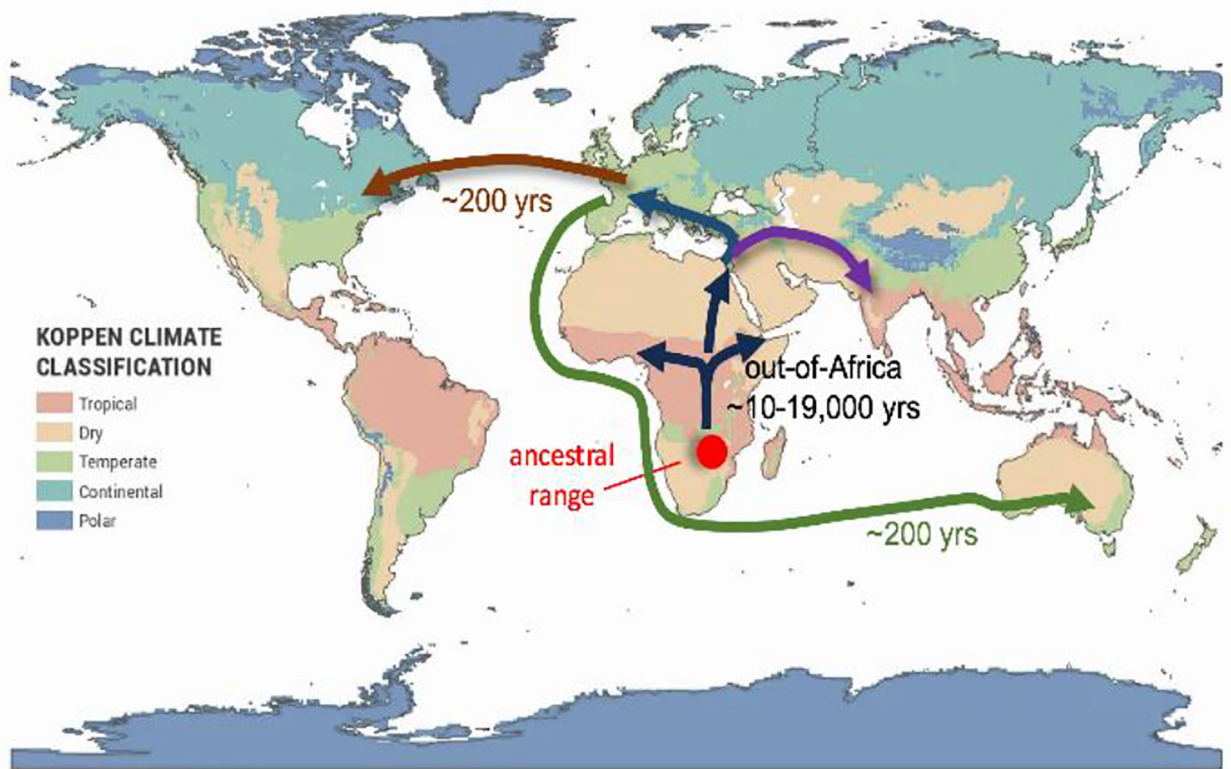 ~200 yrs
KOPPEN CLIMATE
CLASSIFICATION
Tropical
Dry
Temperate
Continental
Polar
out-of-Africa
~10-19,000 yrs
ancestral
range
~200 yrs